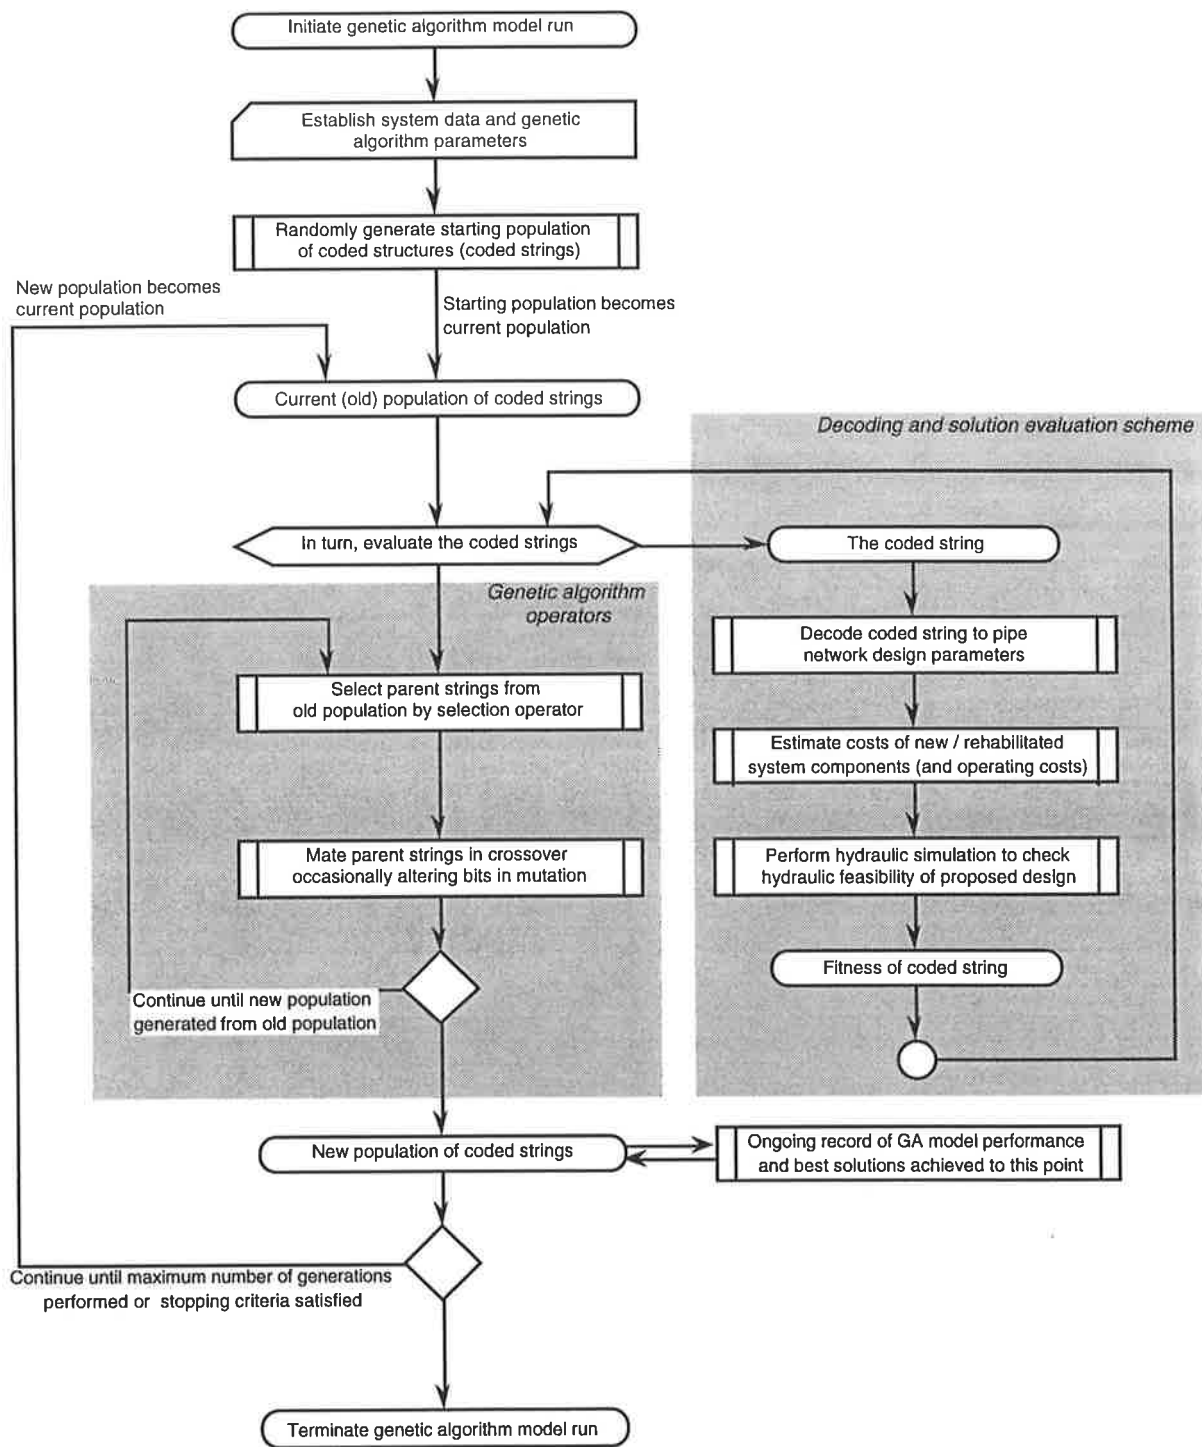 Initiate genetic algorithm model run
Establish system data and genetic
algorithm parameters
Randomly generate starting population
of coded structures (coded strings)
New population becomes
current population
Starting population becomes
current population
Current (old) population of coded strings
Decoding and solution evaluation scheme
In turn, evaluate the coded strings
The coded string
Genetic algorithm
operators
Decode coded string to pipe
network design parameters
Select parent strings from
old population by selection operator
Estimate costs of new / rehabilitated
system components (and operating costs)
Mate parent strings in crossover
occasionally altering bits in mutation
Perform hydraulic simulation to check
hydraulic feasibility of proposed design
Fitness of coded string
Continue until new population
generated from old population
New population of coded strings
Ongoing record of GA model performance
and best solutions achieved to this point
Continue until maximum number of generations
performed or stopping criteria satisfied
Terminate genetic algorithm model run